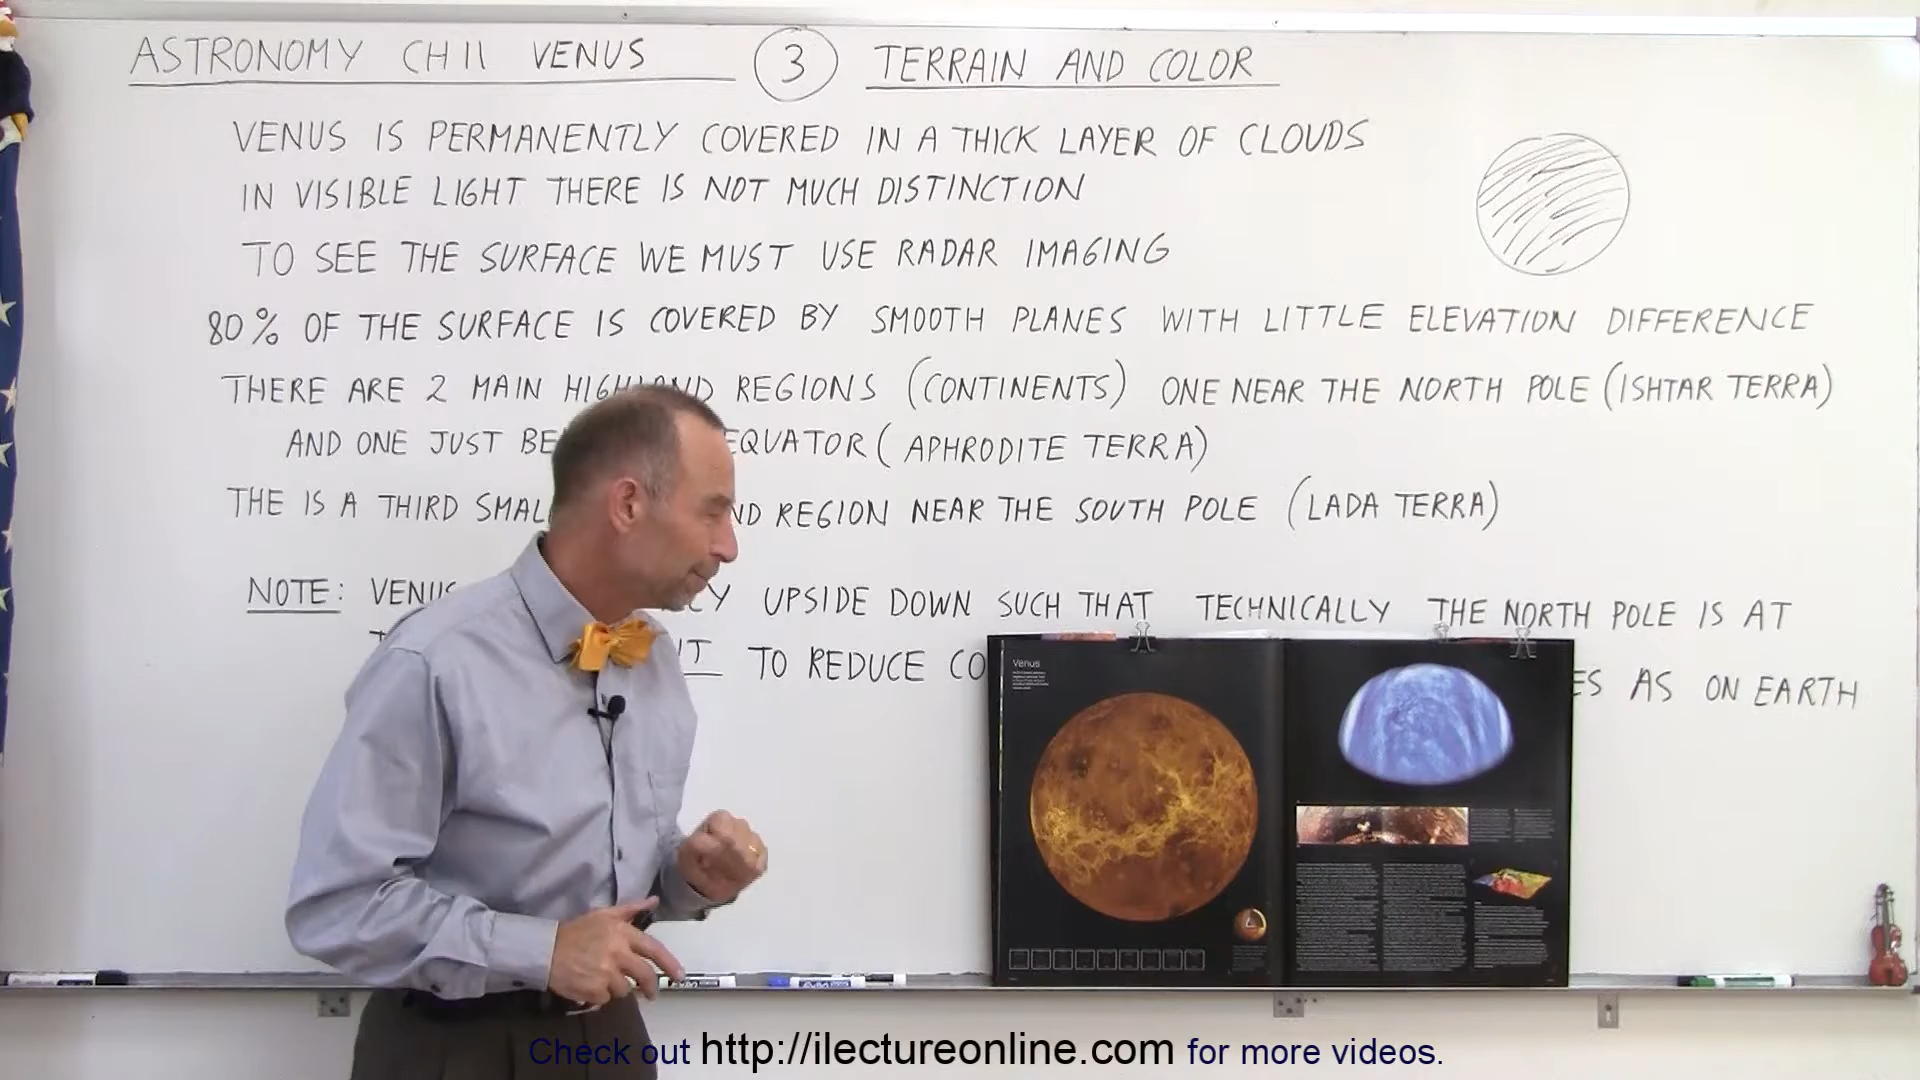 ASTRONOMY CH 11 VENUS 3 TERRAIN AND COLOR
VENUS IS PERMANENTLY COVERED IN A THICK LAYER OF CLOUDS
IN VISIBLE LIGHT THERE IS NOT MUCH DISTINCTION
TO SEE THE SURFACE WE MUST USE RADAR IMAGING
80% OF THE SURFACE IS COVERED BY SMOOTH PLANES WITH LITTLE ELEVATION DIFFERENCE
THERE ARE 2 MAIN HIGHLAND REGIONS (CONTINENTS) ONE NEAR THE NORTH POLE (ISHTAR TERRA)
AND ONE JUST EQUATOR (APHRODITE TERRA)
THE IS A THIRD REGION NEAR THE SOUTH POLE (LADA TERRA)
NOTE: VENUS UPSIDE DOWN SUCH THAT TECHNICALLY THE NORTH POLE IS AT
TO REDUCE AS ON EARTH
Venus
Check out http://ilectureonline.com for more videos.